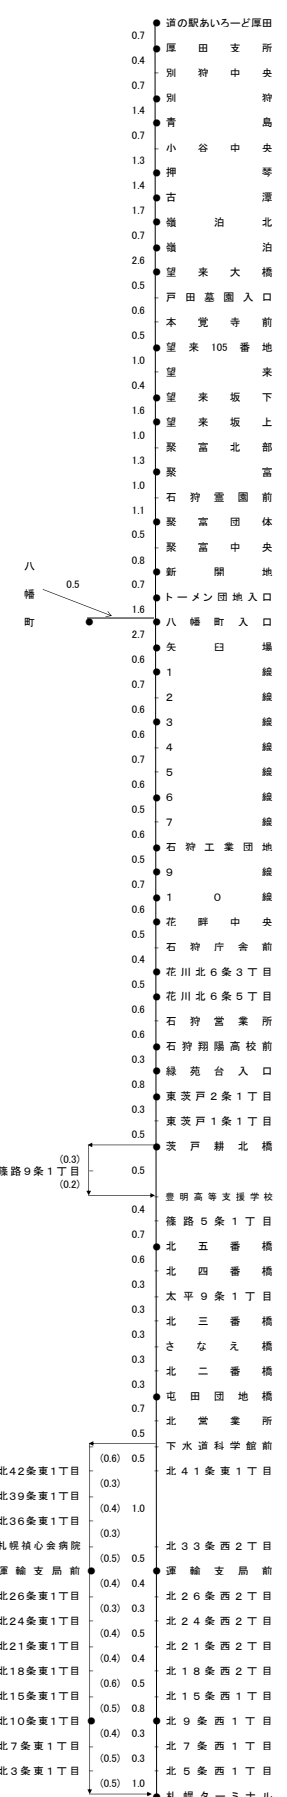 道の駅あいろーど厚田
0.7
厚田支所
0.4
別狩中央
0.7
別狩
1.4
青島
0.7
小谷中央
1.3
押琴
1.4
古潭
1.7
嶺泊北
0.7
嶺泊
2.6
望来大橋
0.5
戸田墓園入口
0.6
本覚寺前
0.5
望来105番地
1.0
望来
0.4
望来坂下
1.6
望来坂上
1.0
聚富北部
1.3
聚富
1.0
石狩霊園前
1.1
聚富団体
0.5
聚富中央
0.8
新開地
0.7
トーメン団地入口
1.6
八幡町
0.5
八幡町入口
2.7
矢臼場
0.6
1線
0.7
2線
0.6
3線
0.6
4線
0.7
5線
0.6
6線
0.5
7線
0.6
石狩工業団地
0.5
9線
0.7
10線
0.6
花畔中央
0.5
石狩庁舎前
0.4
花川北6条3丁目
0.5
花川北6条5丁目
0.6
石狩営業所
0.6
石狩翔陽高校前
0.3
緑苑台入口
0.8
東茨戸2条1丁目
0.3
東茨戸1条1丁目
0.5
茨戸耕北橋
(0.3)
篠路9条1丁目
0.5
(0.2)
豊明高等支援学校
0.4
篠路5条1丁目
0.7
北五番橋
0.6
北四番橋
0.3
太平9条1丁目
0.3
北三番橋
0.3
さなえ橋
0.3
北二番橋
0.3
屯田団地橋
0.7
北営業所
0.5
下水道科学館前
(0.6) 0.5
北42条東1丁目 北41条東1丁目
(0.3)
北39条東1丁目
(0.4) 1.0
北36条東1丁目
(0.3)
札幌禎心会病院 北33条西2丁目
(0.5) 0.5
運輸支局前 運輸支局前
(0.4) 0.4
北26条東1丁目 北26条西2丁目
(0.3) 0.3
北24条東1丁目 北24条西2丁目
(0.4) 0.5
北21条東1丁目 北21条西2丁目
(0.4) 0.4
北18条東1丁目 北18条西2丁目
(0.6) 0.5
北15条東1丁目 北15条西1丁目
(0.5) 0.8
北10条東1丁目 北9条西1丁目
(0.4) 0.3
北7条東1丁目 北7条西1丁目
(0.5) 0.3
北3条東1丁目 北5条西1丁目
(0.5) 1.0
札幌ターミナル